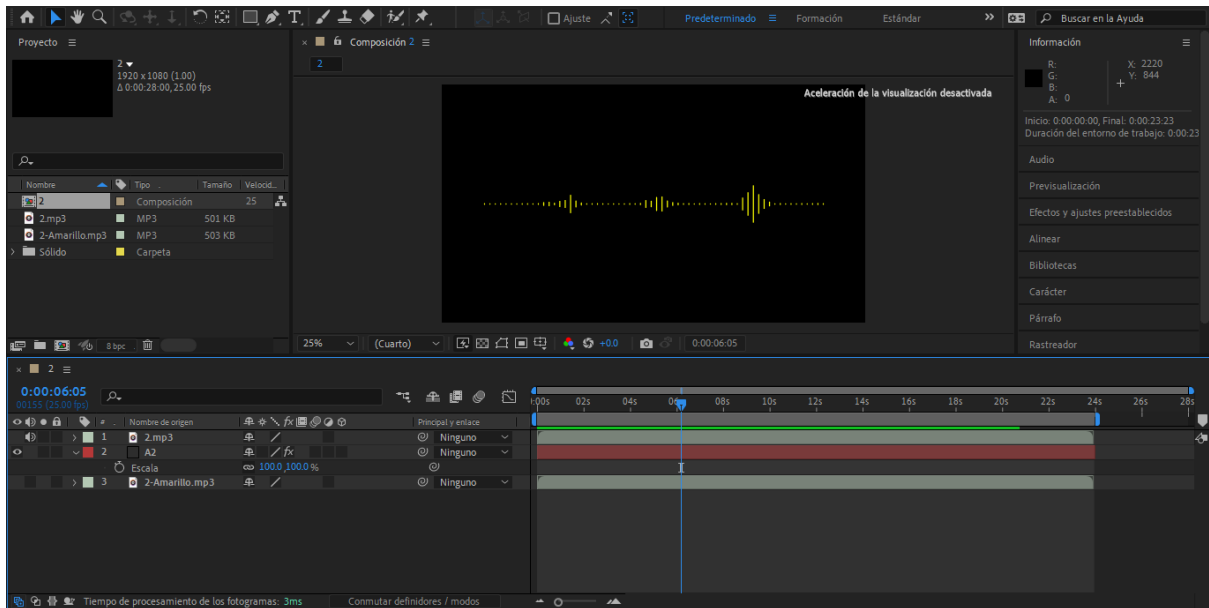 Ajuste
Predeterminado
Formación
Estándar
Buscar en la Ayuda
Proyecto
2
1920 x 1080 (1.00)
Δ 0:00:28:00, 25.00 fps
Nombre Tipo Tamaño Velocid...
2 Composición 25
2.mp3 MP3 501 KB
2-Amarillo.mp3 MP3 503 KB
Sólido Carpeta
8 bpc
Composición 2
2
Aceleración de la visualización desactivada
25% (Cuarto) +0.0 0:00:06:05
Información
R: X: 2220
G: Y: 844
B:
A: 0
Inicio: 0:00:00:00, Final: 0:00:23:23
Duración del entorno de trabajo: 0:00:23
Audio
Previsualización
Efectos y ajustes preestablecidos
Alinear
Bibliotecas
Carácter
Párrafo
Rastreador
2
0:00:06:05
00155 (25.00 fps)
02s 04s 08s 10s 12s 14s 16s 18s 20s 22s 24s 26s 28s
# Nombre de origen fx Principal y enlace
1 2.mp3 Ninguno
2 A2 fx Ninguno
Escala 100.0,100.0 %
3 2-Amarillo.mp3 Ninguno
Tiempo de procesamiento de los fotogramas: 3ms Conmutar definidores / modos